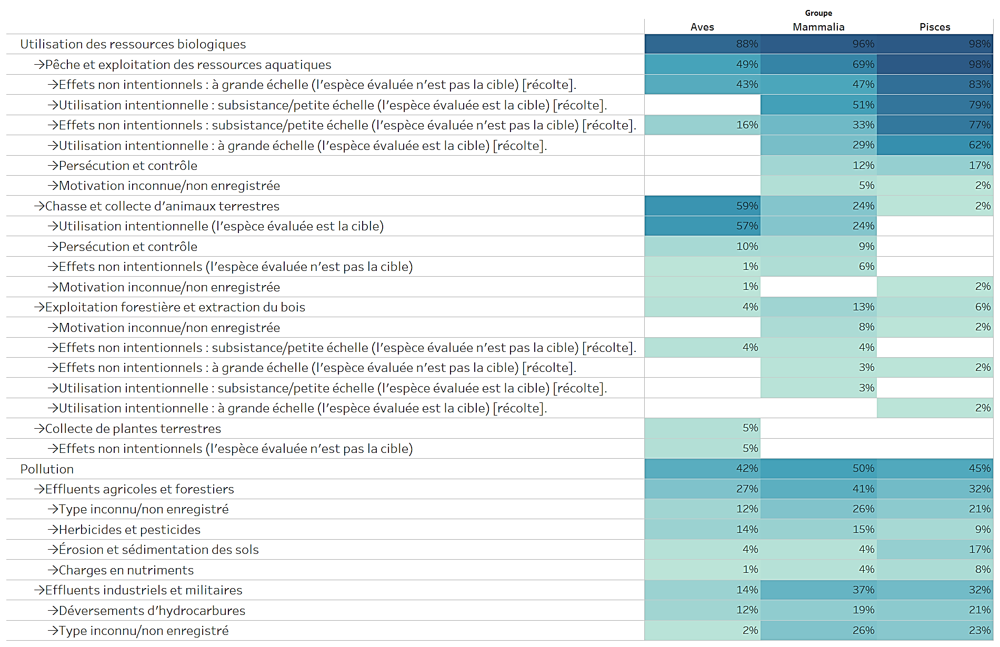 Groupe
Aves Mammalia Pisces
Utilisation des ressources biologiques 88% 96% 98%
→Pêche et exploitation des ressources aquatiques 49% 69% 98%
→Effets non intentionnels : à grande échelle (l’espèce évaluée n’est pas la cible) [récolte]. 43% 47% 83%
→Utilisation intentionnelle : subsistance/petite échelle (l’espèce évaluée est la cible) [récolte]. 51% 79%
→Effets non intentionnels : subsistance/petite échelle (l’espèce évaluée n’est pas la cible) [récolte]. 16% 33% 77%
→Utilisation intentionnelle : à grande échelle (l’espèce évaluée est la cible) [récolte]. 29% 62%
→Persécution et contrôle 12% 17%
→Motivation inconnue/non enregistrée 5% 2%
→Chasse et collecte d’animaux terrestres 59% 24% 2%
→Utilisation intentionnelle (l’espèce évaluée est la cible) 57% 24%
→Persécution et contrôle 10% 9%
→Effets non intentionnels (l’espèce évaluée n’est pas la cible) 1% 6%
→Motivation inconnue/non enregistrée 1% 2%
→Exploitation forestière et extraction du bois 4% 13% 6%
→Motivation inconnue/non enregistrée 8% 2%
→Effets non intentionnels : subsistance/petite échelle (l’espèce évaluée n’est pas la cible) [récolte]. 4% 4%
→Effets non intentionnels : à grande échelle (l’espèce évaluée n’est pas la cible) [récolte]. 3% 2%
→Utilisation intentionnelle : subsistance/petite échelle (l’espèce évaluée est la cible) [récolte]. 3%
→Utilisation intentionnelle : à grande échelle (l’espèce évaluée est la cible) [récolte]. 2%
→Collecte de plantes terrestres 5%
→Effets non intentionnels (l’espèce évaluée n’est pas la cible) 5%
Pollution 42% 50% 45%
→Effluents agricoles et forestiers 27% 41% 32%
→Type inconnu/non enregistré 12% 26% 21%
→Herbicides et pesticides 14% 15% 9%
→Érosion et sédimentation des sols 4% 4% 17%
→Charges en nutriments 1% 4% 8%
→Effluents industriels et militaires 14% 37% 32%
→Déversements d’hydrocarbures 12% 19% 21%
→Type inconnu/non enregistré 2% 26% 23%